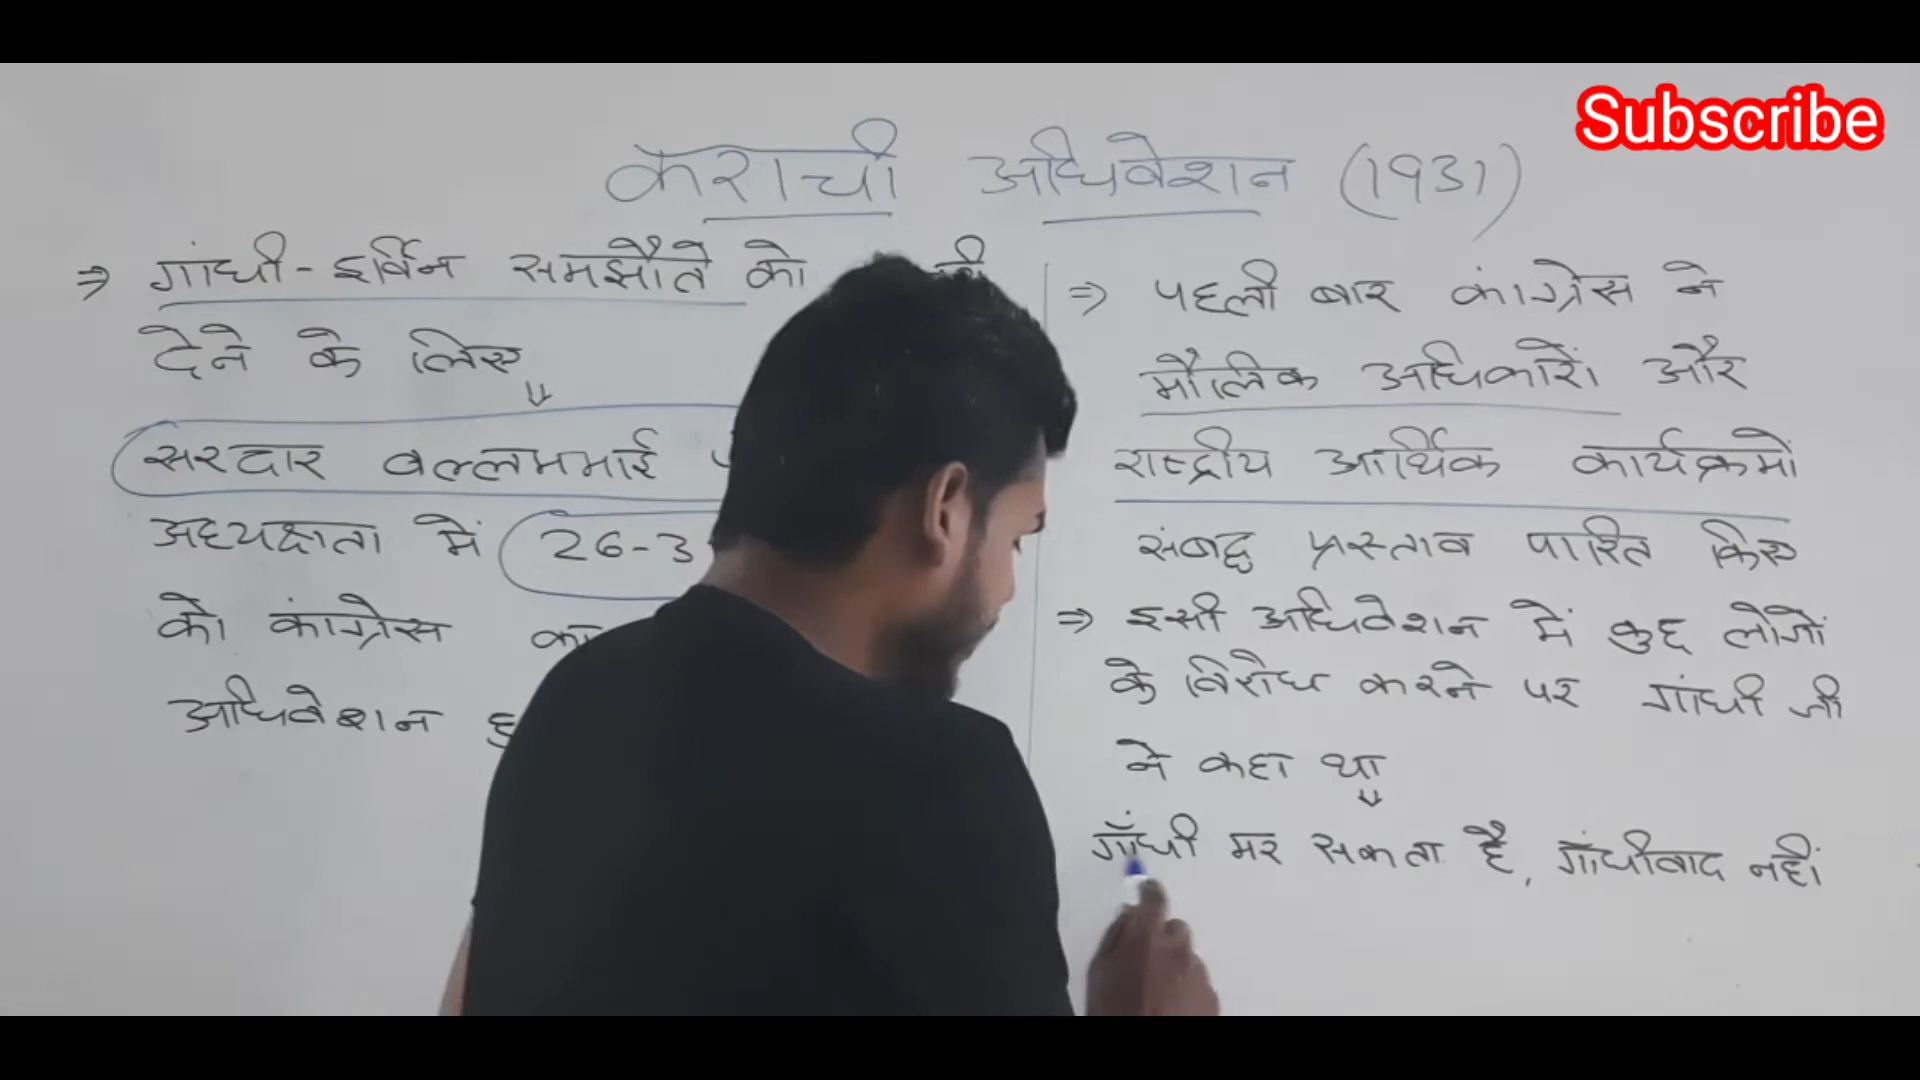 Subscribe
कराची अधिवेशन (1931)
⇒ गांधी-इर्विन समझौते को
देने के लिए
⇓
सरदार वल्लभभाई
अध्यक्षता में 26-3
को कांग्रेस का
अधिवेशन
⇒ पहली बार कांग्रेस ने
मौलिक अधिकारों और
राष्ट्रीय आर्थिक कार्यक्रमों
संबद्ध प्रस्ताव पारित किए
⇒ इसी अधिवेशन में कुछ लोगों
के विरोध करने पर गांधी जी
ने कहा था
⇓
गाँधी मर सकता है, गाँधीवाद नहीं